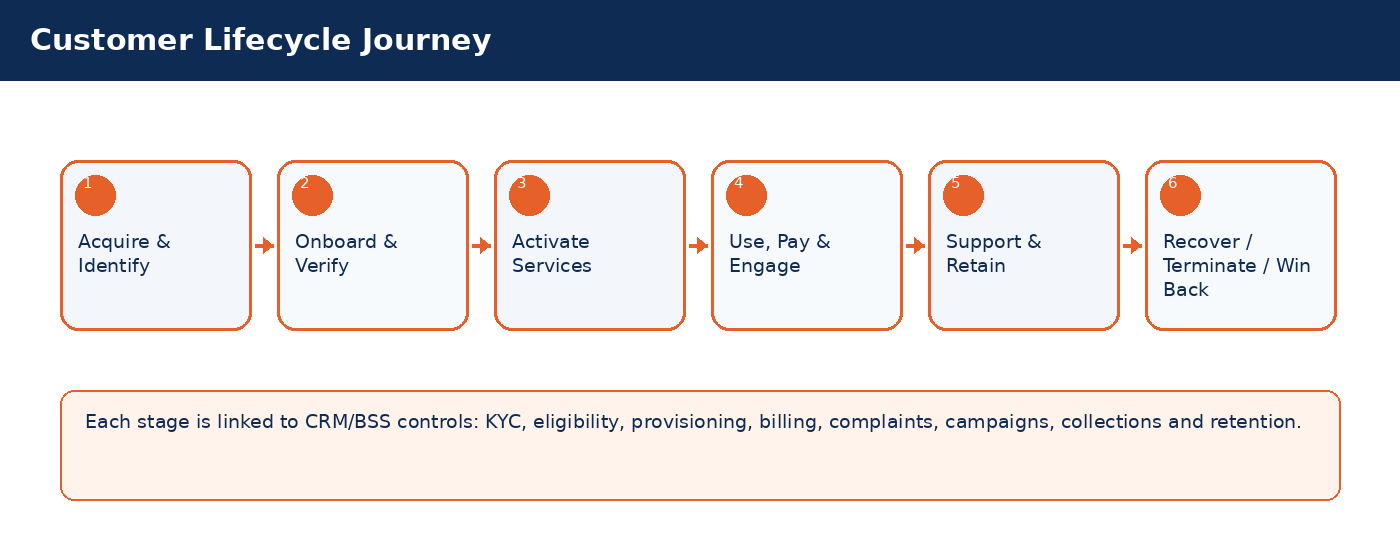 Customer Lifecycle Journey
1
Acquire &
Identify
2
Onboard &
Verify
3
Activate
Services
4
Use, Pay &
Engage
5
Support &
Retain
6
Recover /
Terminate / Win
Back
Each stage is linked to CRM/BSS controls: KYC, eligibility, provisioning, billing, complaints, campaigns, collections and retention.